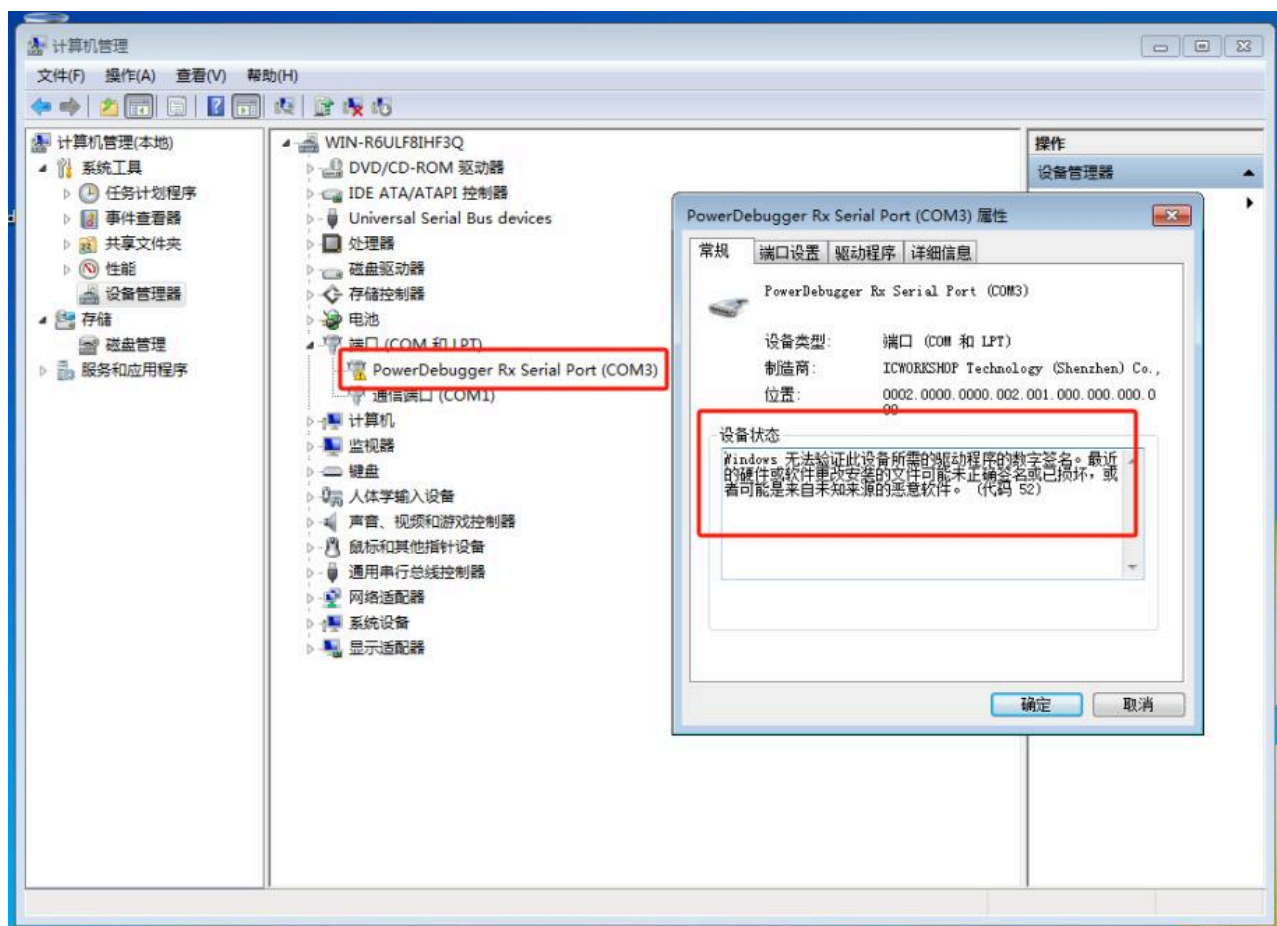 计算机管理
文件(F) 操作(A) 查看(V) 帮助(H)
计算机管理(本地)
系统工具
任务计划程序
事件查看器
共享文件夹
性能
设备管理器
存储
磁盘管理
服务和应用程序
WIN-R6ULF8IHF3Q
DVD/CD-ROM 驱动器
IDE ATA/ATAPI 控制器
Universal Serial Bus devices
处理器
磁盘驱动器
存储控制器
电池
端口 (COM 和 LPT)
PowerDebugger Rx Serial Port (COM3)
通信端口 (COM1)
计算机
监视器
键盘
人体学输入设备
声音、视频和游戏控制器
鼠标和其他指针设备
通用串行总线控制器
网络适配器
系统设备
显示适配器
操作
设备管理器
PowerDebugger Rx Serial Port (COM3) 属性
常规 端口设置 驱动程序 详细信息
PowerDebugger Rx Serial Port (COM3)
设备类型: 端口 (COM 和 LPT)
制造商: ICWORKSHOP Technology (Shenzhen) Co.,
位置: 0002.0000.0000.002.001.000.000.000.0
00
设备状态
Windows 无法验证此设备所需的驱动程序的数字签名。最近
的硬件或软件更改安装的文件可能未正确签名或已损坏，或
者可能是来自未知来源的恶意软件。 (代码 52)
确定 取消